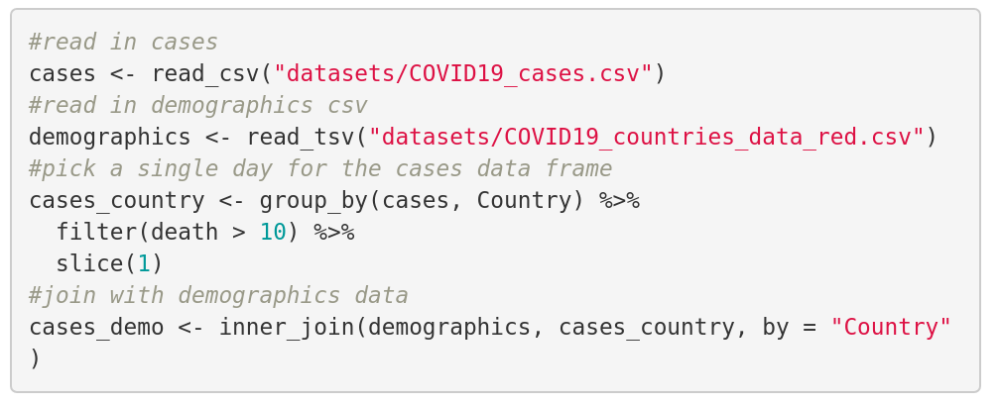 #read in cases
cases <- read_csv("datasets/COVID19_cases.csv")
#read in demographics csv
demographics <- read_tsv("datasets/COVID19_countries_data_red.csv")
#pick a single day for the cases data frame
cases_country <- group_by(cases, Country) %>%
  filter(death > 10) %>%
  slice(1)
#join with demographics data
cases_demo <- inner_join(demographics, cases_country, by = "Country"
)